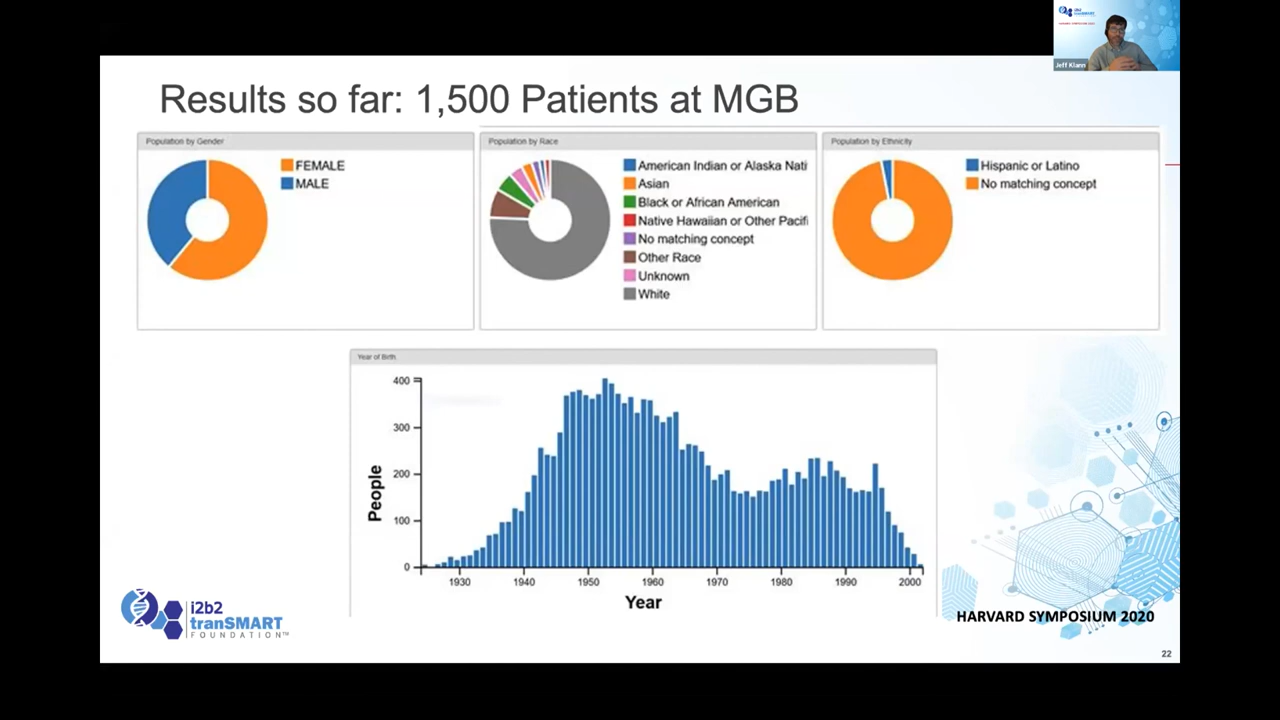 i2b2
tranSMART
Jeff Klann
Results so far: 1,500 Patients at MGB
Population by Gender
FEMALE
MALE
Population by Race
American Indian or Alaska Nati
Asian
Black or African American
Native Hawaiian or Other Pacifi
No matching concept
Other Race
Unknown
White
Population by Ethnicity
Hispanic or Latino
No matching concept
Year of Birth
400
300
200
100
0
People
1930 1940 1950 1960 1970 1980 1990 2000
Year
i2b2
tranSMART
FOUNDATION™
HARVARD SYMPOSIUM 2020
22